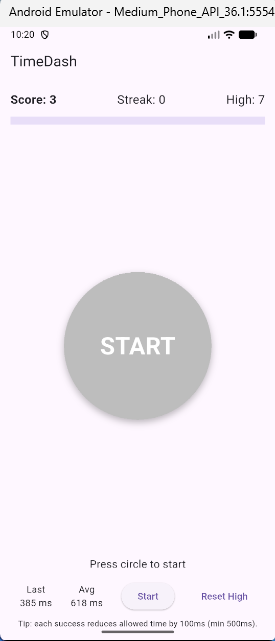 Android Emulator - Medium_Phone_API_36.1:5554
10:20
TimeDash
Score: 3 Streak: 0 High: 7
START
Press circle to start
Last Avg
385 ms 618 ms Start Reset High
Tip: each success reduces allowed time by 100ms (min 500ms).